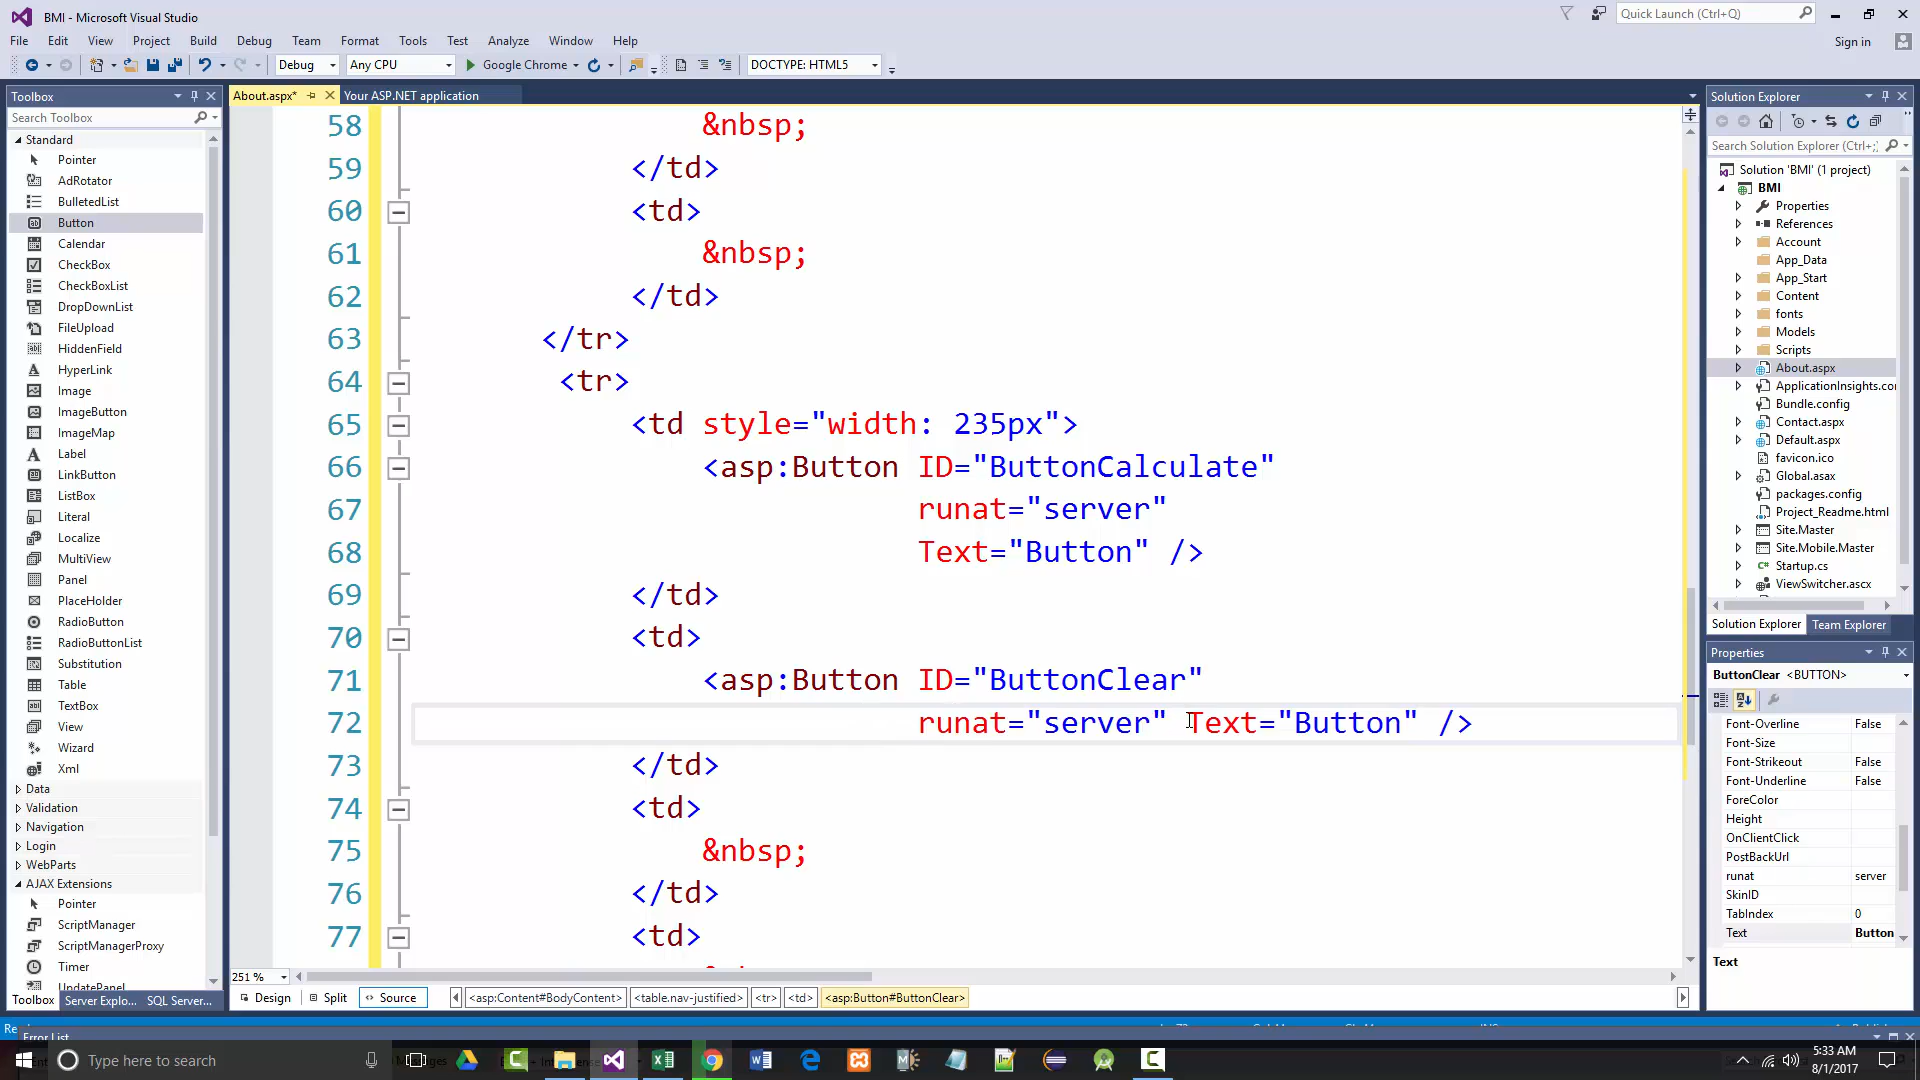 BMI - Microsoft Visual Studio
Quick Launch (Ctrl+Q)
File Edit View Project Build Debug Team Format Tools Test Analyze Window Help
Sign in
Debug Any CPU Google Chrome DOCTYPE: HTML5
Toolbox
Search Toolbox
Standard
Pointer
AdRotator
BulletedList
Button
Calendar
CheckBox
CheckBoxList
DropDownList
FileUpload
HiddenField
HyperLink
Image
ImageButton
ImageMap
Label
LinkButton
ListBox
Literal
Localize
MultiView
Panel
PlaceHolder
RadioButton
RadioButtonList
Substitution
Table
TextBox
View
Wizard
Xml
Data
Validation
Navigation
Login
WebParts
AJAX Extensions
Pointer
ScriptManager
ScriptManagerProxy
Timer
UpdatePanel
Toolbox Server Explo... SQL Server...
About.aspx* Your ASP.NET application
58 &nbsp;
59 </td>
60 <td>
61 &nbsp;
62 </td>
63 </tr>
64 <tr>
65 <td style="width: 235px">
66 <asp:Button ID="ButtonCalculate"
67 runat="server"
68 Text="Button" />
69 </td>
70 <td>
71 <asp:Button ID="ButtonClear"
72 runat="server" Text="Button" />
73 </td>
74 <td>
75 &nbsp;
76 </td>
77 <td>
251 %
Design Split Source <asp:Content#BodyContent> <table.nav-justified> <tr> <td> <asp:Button#ButtonClear>
Solution Explorer
Search Solution Explorer (Ctrl+;)
Solution 'BMI' (1 project)
BMI
Properties
References
Account
App_Data
App_Start
Content
fonts
Models
Scripts
About.aspx
ApplicationInsights.co
Bundle.config
Contact.aspx
Default.aspx
favicon.ico
Global.asax
packages.config
Project_Readme.html
Site.Master
Site.Mobile.Master
Startup.cs
ViewSwitcher.ascx
Solution Explorer Team Explorer
Properties
ButtonClear <BUTTON>
Font-Overline False
Font-Size
Font-Strikeout False
Font-Underline False
ForeColor
Height
OnClientClick
PostBackUrl
runat server
SkinID
TabIndex 0
Text Button
Text
Error List
Type here to search
5:33 AM
8/1/2017